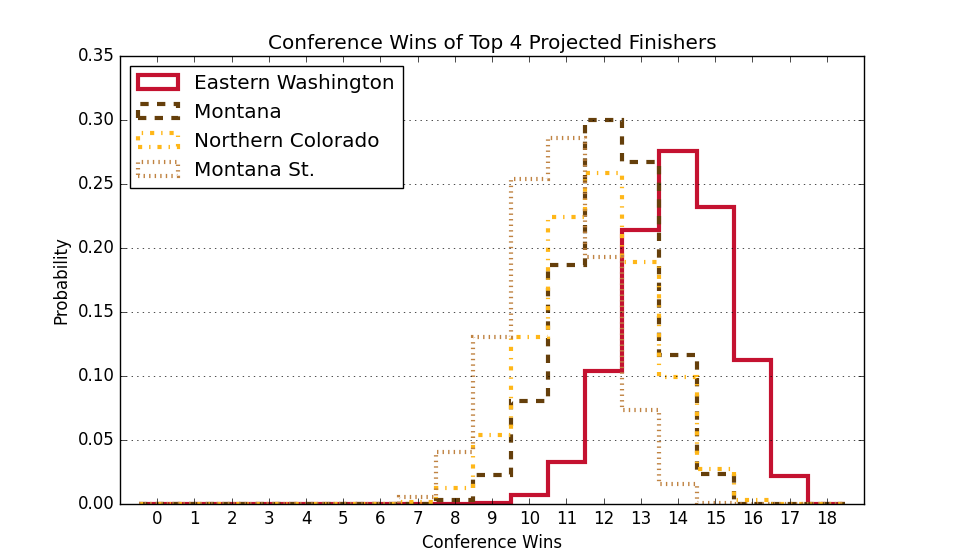 Conference Wins of Top 4 Projected Finishers
0.35
0.30
0.25
0.20
0.15
0.10
0.05
0.00
Probability
Eastern Washington
Montana
Northern Colorado
Montana St.
0 1 2 3 4 5 6 7 8 9 10 11 12 13 14 15 16 17 18
Conference Wins